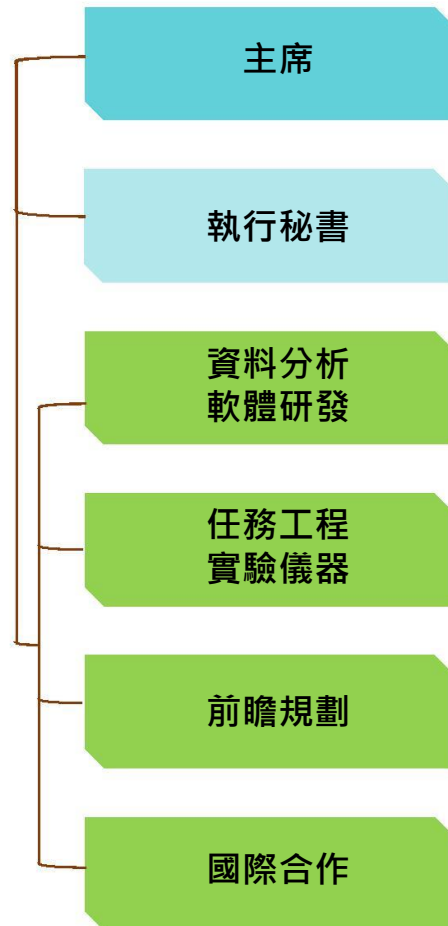 主席
執行秘書
資料分析
軟體研發
任務工程
實驗儀器
前瞻規劃
國際合作